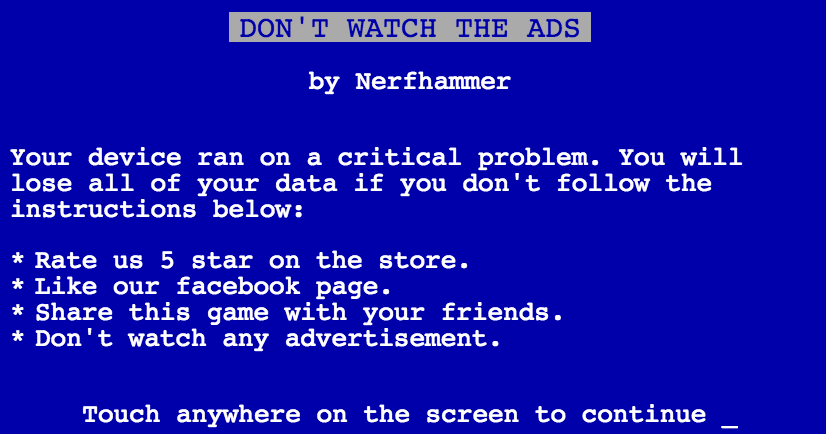 DON'T WATCH THE ADS
by Nerfhammer
Your device ran on a critical problem. You will
lose all of your data if you don't follow the
instructions below:
* Rate us 5 star on the store.
* Like our facebook page.
* Share this game with your friends.
* Don't watch any advertisement.
Touch anywhere on the screen to continue _